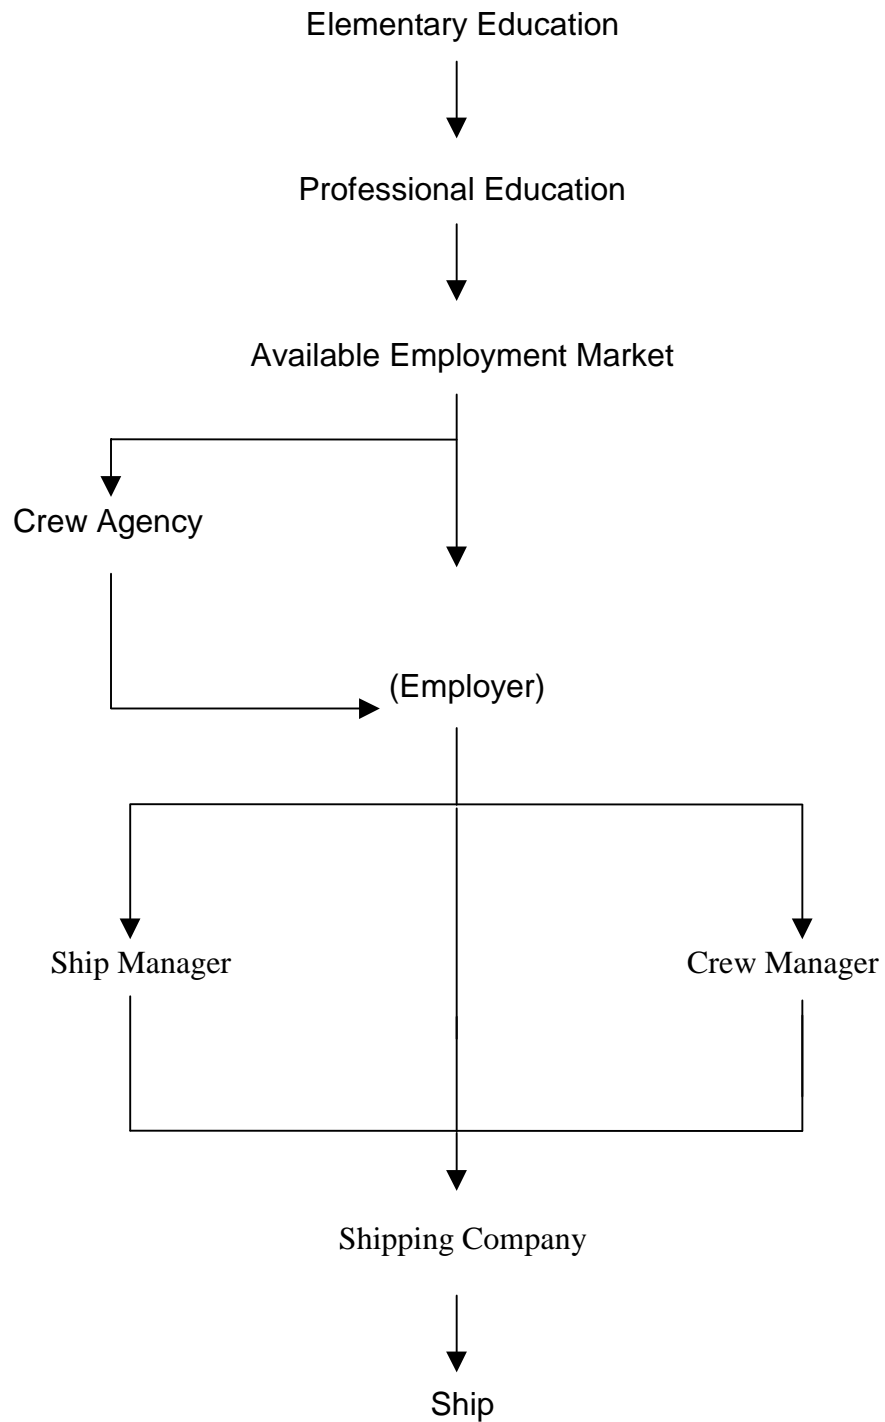 Elementary Education
Professional Education
Available Employment Market
Crew Agency
(Employer)
Ship Manager
Crew Manager
Shipping Company
Ship